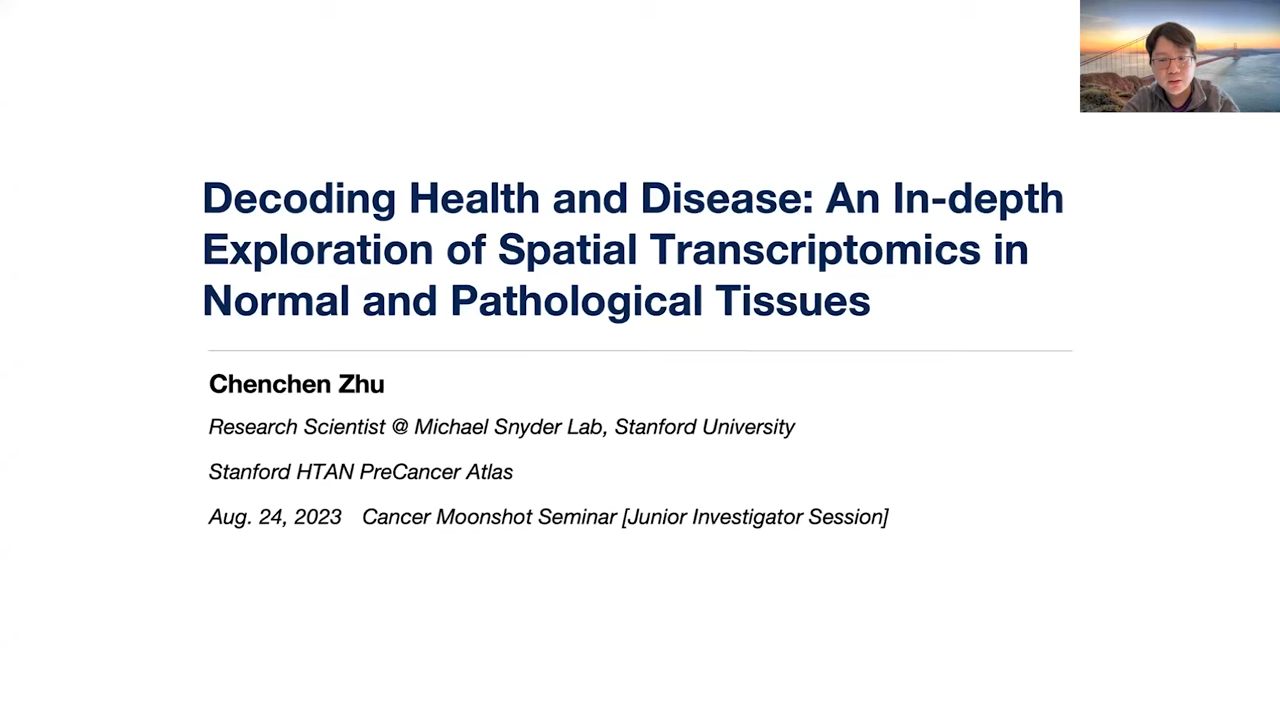 Decoding Health and Disease: An In-depth
Exploration of Spatial Transcriptomics in
Normal and Pathological Tissues
Chenchen Zhu
Research Scientist @ Michael Snyder Lab, Stanford University
Stanford HTAN PreCancer Atlas
Aug. 24, 2023 Cancer Moonshot Seminar [Junior Investigator Session]